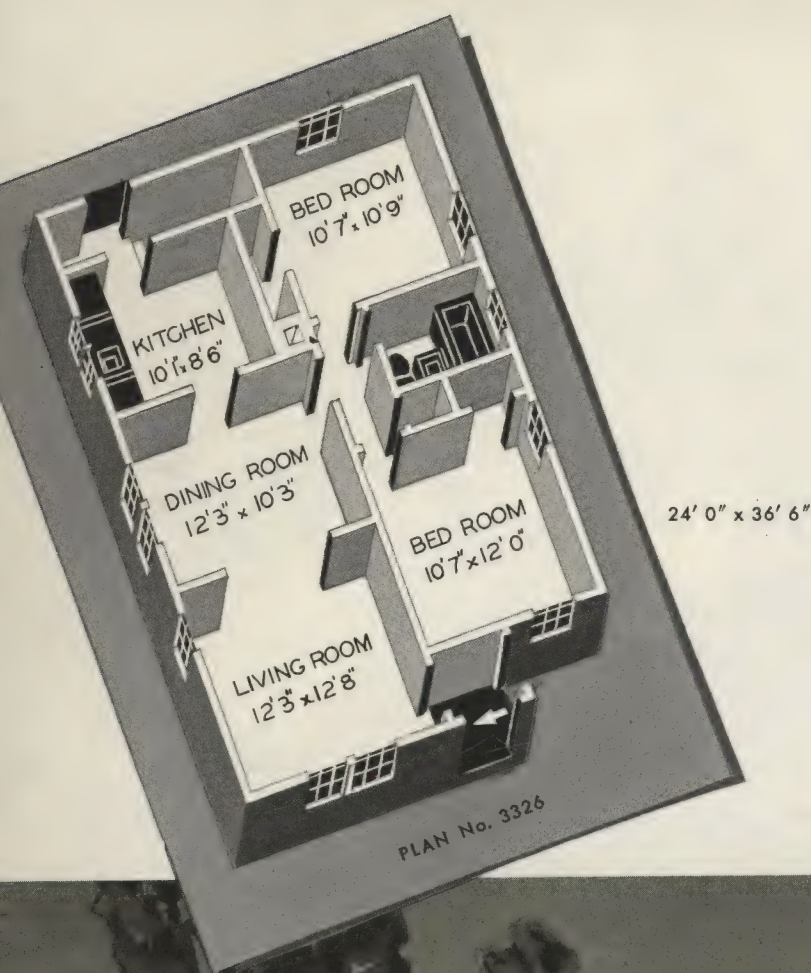 BED ROOM
10' 7" x 10' 9"
KITCHEN
10'1" x 8'6"
DINING ROOM
12'3" x 10'3"
BED ROOM
10' 7" x 12' 0"
LIVING ROOM
12'3" x 12'8"
24' 0" x 36' 6"
PLAN No. 3326